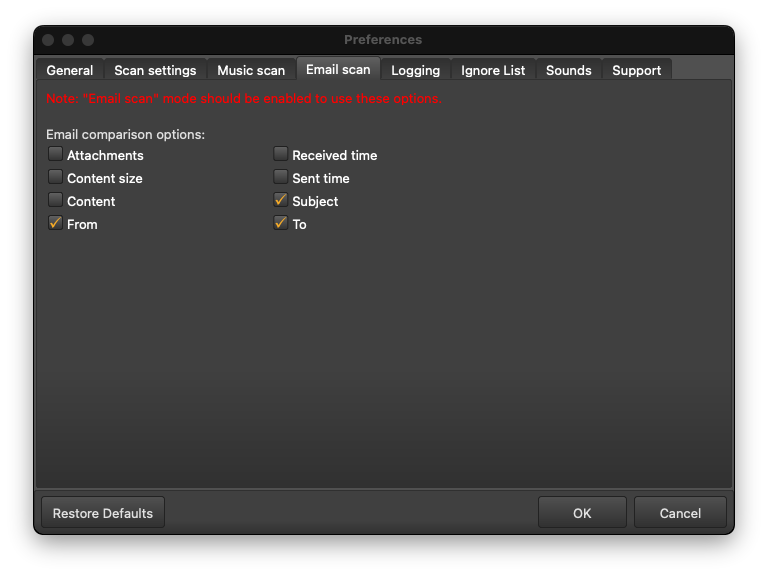 Preferences
General Scan settings Music scan Email scan Logging Ignore List Sounds Support
Note: "Email scan" mode should be enabled to use these options.
Email comparison options:
Attachments Received time
Content size Sent time
Content Subject
From To
Restore Defaults OK Cancel